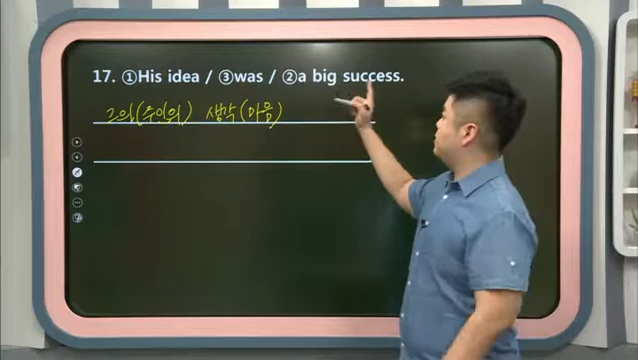 17. ①His idea / ③was / ②a big success.
그의(주인의) 생각(마음)